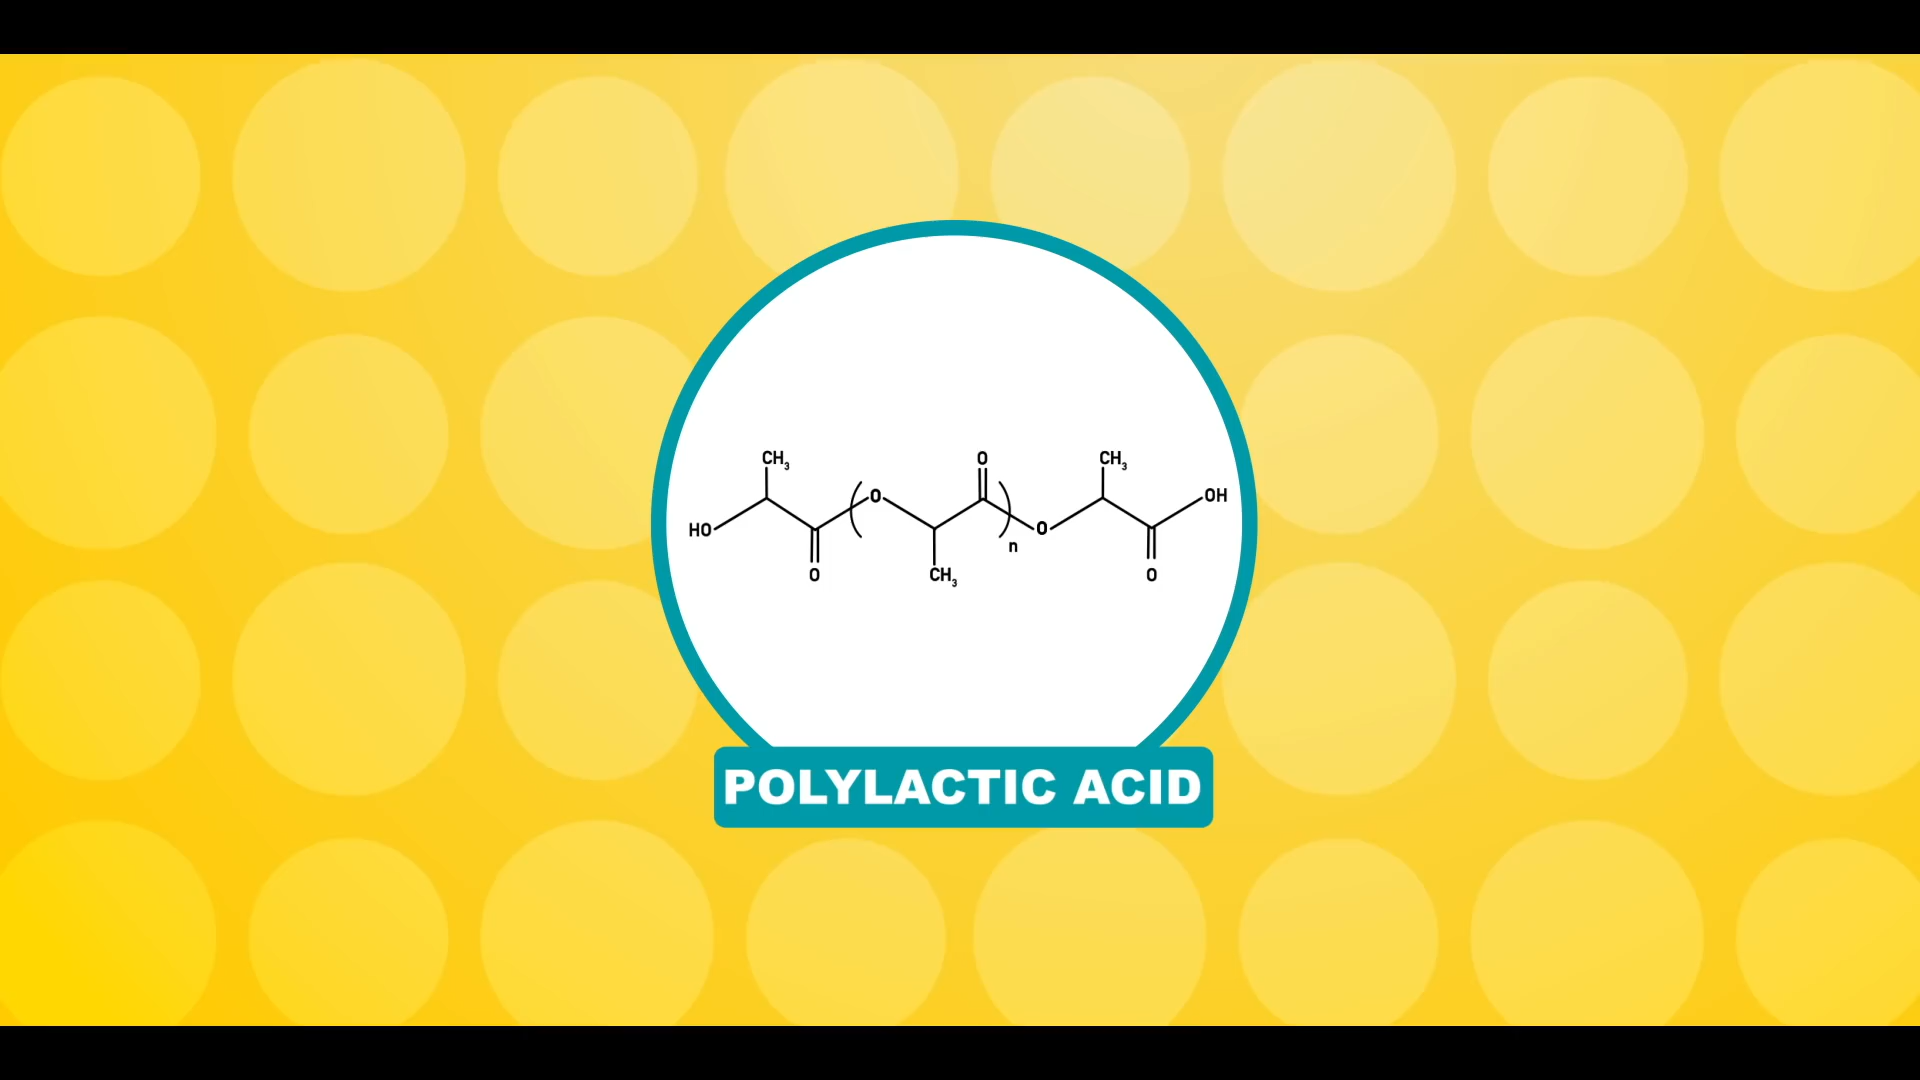 CH₃ O CH₃
HO O OH
O n
O CH₃ O
POLYLACTIC ACID